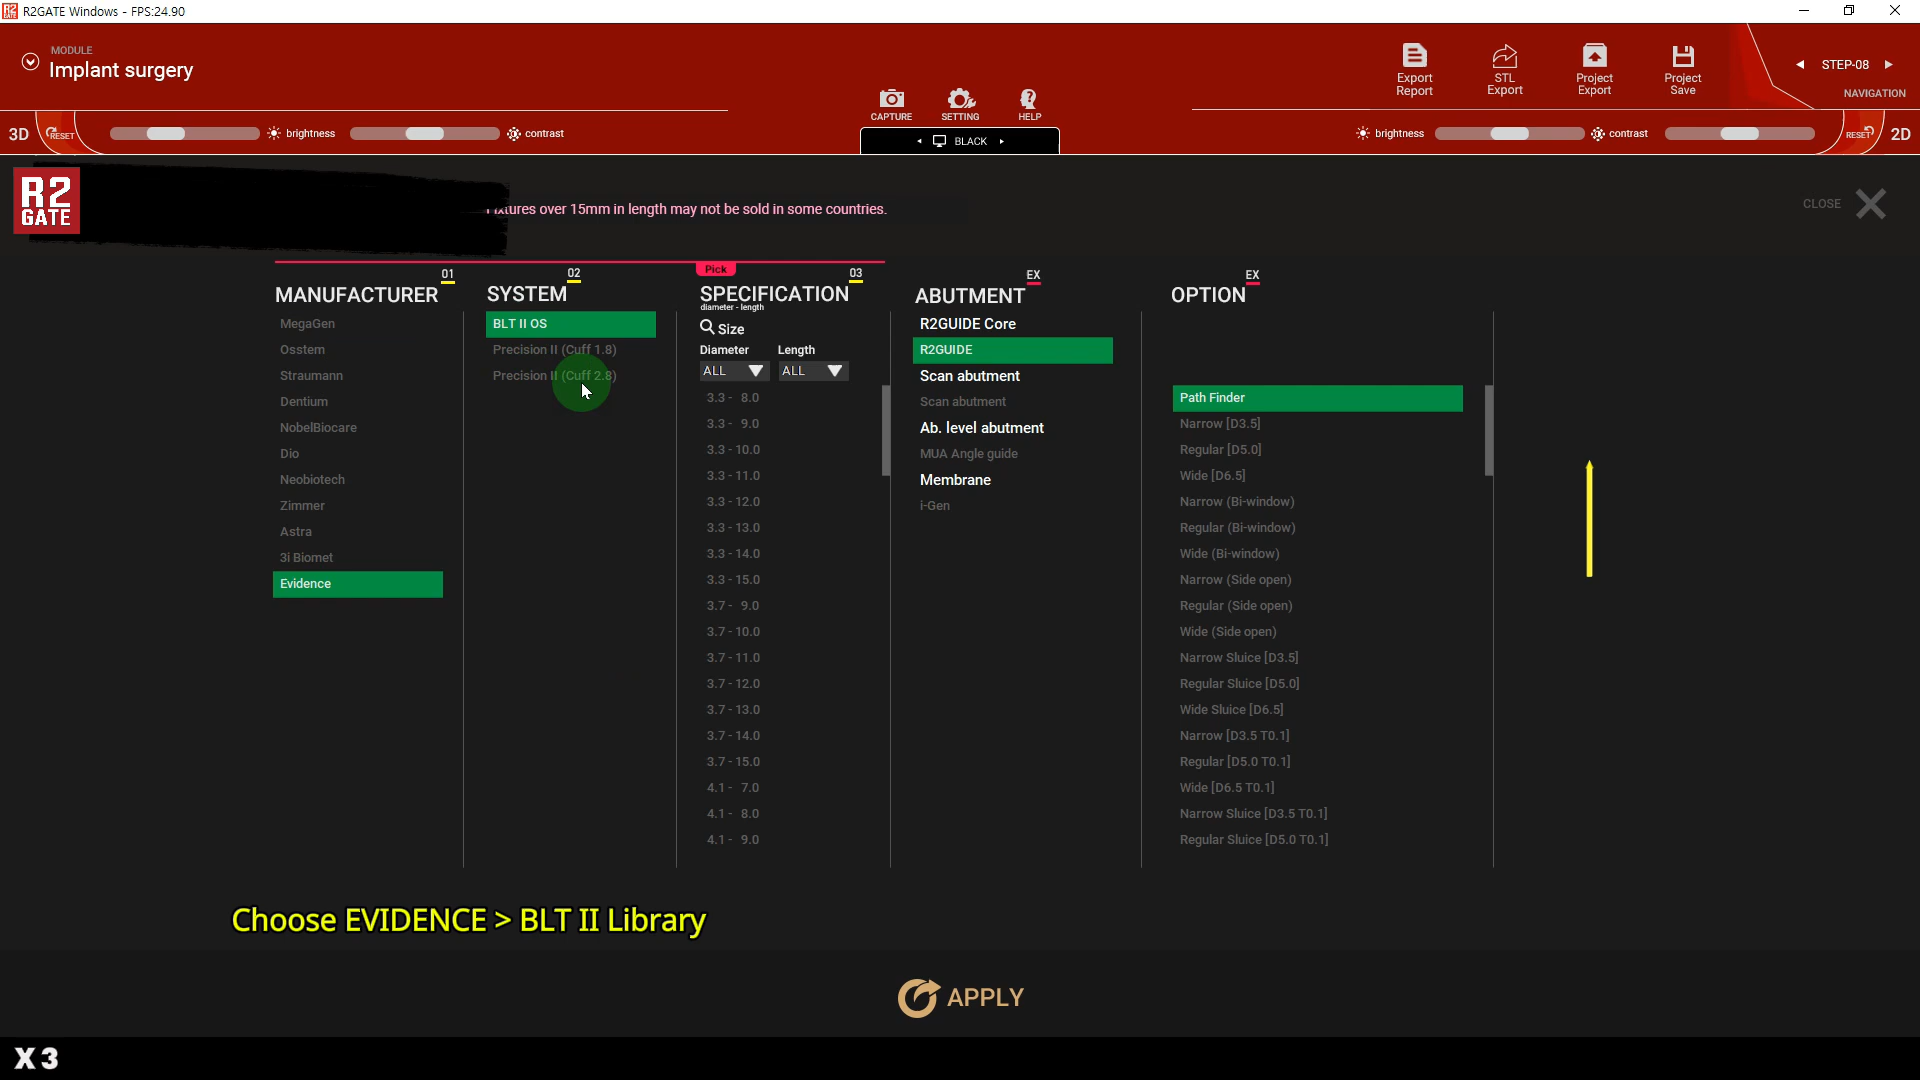 R2GATE Windows - FPS:24.90
MODULE
Implant surgery
Export Report
STL Export
Project Export
Project Save
STEP-08
NAVIGATION
CAPTURE
SETTING
HELP
3D
RESET
brightness
contrast
BLACK
brightness
contrast
RESET
2D
R2
GATE
over 15mm in length may not be sold in some countries.
CLOSE
01
MANUFACTURER
MegaGen
Osstem
Straumann
Dentium
NobelBiocare
Dio
Neobiotech
Zimmer
Astra
3i Biomet
Evidence
02
SYSTEM
BLT II OS
Precision II (Cuff 1.8)
Precision II (Cuff 2.8)
Pick
03
SPECIFICATION
diameter - length
Size
Diameter Length
ALL ALL
3.3 - 8.0
3.3 - 9.0
3.3 - 10.0
3.3 - 11.0
3.3 - 12.0
3.3 - 13.0
3.3 - 14.0
3.3 - 15.0
3.7 - 9.0
3.7 - 10.0
3.7 - 11.0
3.7 - 12.0
3.7 - 13.0
3.7 - 14.0
3.7 - 15.0
4.1 - 7.0
4.1 - 8.0
4.1 - 9.0
EX
ABUTMENT
R2GUIDE Core
R2GUIDE
Scan abutment
Scan abutment
Ab. level abutment
MUA Angle guide
Membrane
i-Gen
EX
OPTION
Path Finder
Narrow [D3.5]
Regular [D5.0]
Wide [D6.5]
Narrow (Bi-window)
Regular (Bi-window)
Wide (Bi-window)
Narrow (Side open)
Regular (Side open)
Wide (Side open)
Narrow Sluice [D3.5]
Regular Sluice [D5.0]
Wide Sluice [D6.5]
Narrow [D3.5 T0.1]
Regular [D5.0 T0.1]
Wide [D6.5 T0.1]
Narrow Sluice [D3.5 T0.1]
Regular Sluice [D5.0 T0.1]
Choose EVIDENCE > BLT II Library
APPLY
X 3